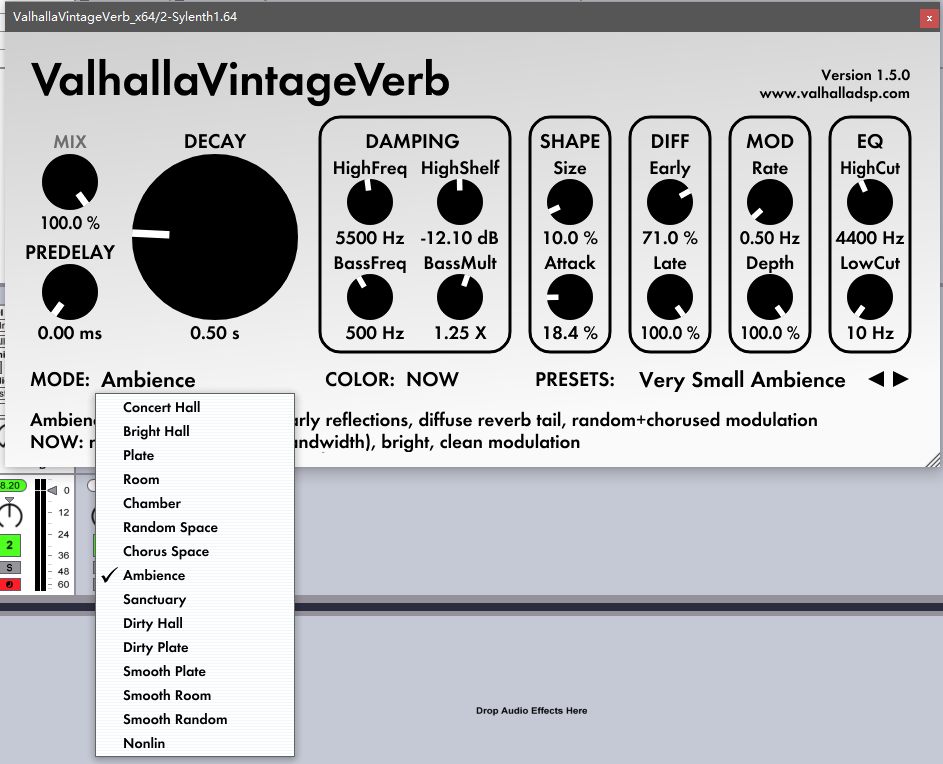 ValhallaVintageVerb_x64/2-Sylenth1.64
x
ValhallaVintageVerb
Version 1.5.0
www.valhalladsp.com
MIX
DECAY
DAMPING
SHAPE
DIFF
MOD
EQ
HighFreq
HighShelf
Size
Early
Rate
HighCut
100.0 %
5500 Hz
-12.10 dB
10.0 %
71.0 %
0.50 Hz
4400 Hz
PREDELAY
BassFreq
BassMult
Attack
Late
Depth
LowCut
0.00 ms
0.50 s
500 Hz
1.25 X
18.4 %
100.0 %
100.0 %
10 Hz
MODE: Ambience
COLOR: NOW
PRESETS: Very Small Ambience
Ambienc arly reflections, diffuse reverb tail, random+chorused modulation
NOW: ndwidth), bright, clean modulation
Concert Hall
Bright Hall
Plate
Room
Chamber
Random Space
Chorus Space
Ambience
Sanctuary
Dirty Hall
Dirty Plate
Smooth Plate
Smooth Room
Smooth Random
Nonlin
8.20
0
12
24
36
48
60
2
S
Drop Audio Effects Here